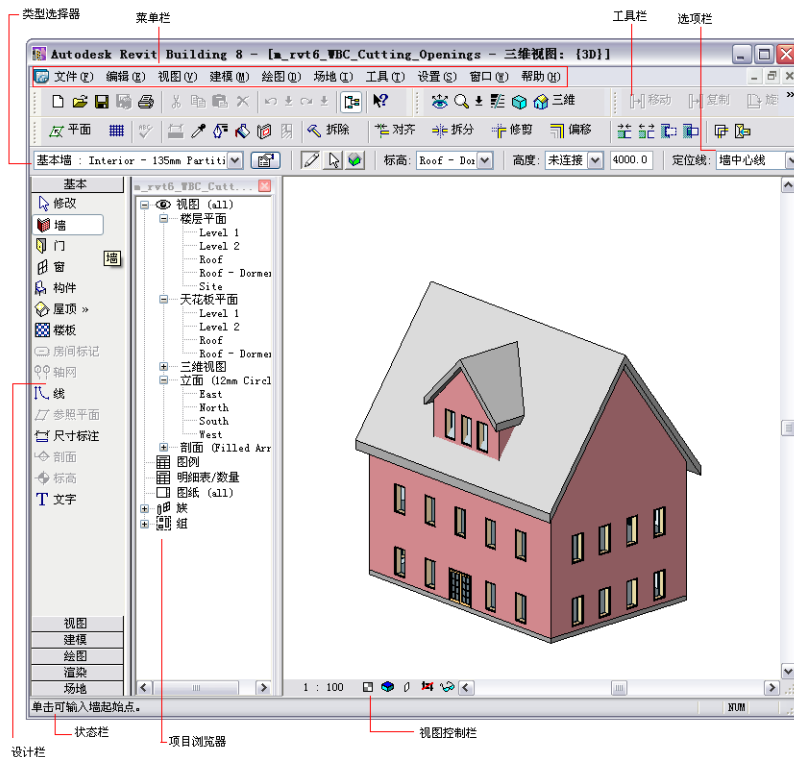 类型选择器
菜单栏
工具栏
选项栏
Autodesk Revit Building 8 - [m_rvt6_WBC_Cutting_Openings - 三维视图: {3D}]
文件(F) 编辑(E) 视图(V) 建模(M) 绘图(D) 场地(I) 工具(T) 设置(S) 窗口(W) 帮助(H)
三维 移动 复制 旋
平面 拆除 对齐 拆分 修剪 偏移
基本墙 : Interior - 135mm Partiti 标高: Roof - Dor 高度: 未连接 4000.0 定位线: 墙中心线
基本
修改
墙
门
墙
窗
构件
屋顶 »
楼板
房间标记
轴网
线
参照平面
尺寸标注
剖面
标高
文字
视图
建模
绘图
渲染
场地
m_rvt6_WBC_Cutt...
视图 (all)
楼层平面
Level 1
Level 2
Roof
Roof - Dormer
Site
天花板平面
Level 1
Level 2
Roof
Roof - Dormer
三维视图
立面 (12mm Circl
East
North
South
West
剖面 (Filled Arr
图例
明细表/数量
图纸 (all)
族
组
1 : 100
单击可输入墙起始点。
NUM
状态栏
项目浏览器
视图控制栏
设计栏